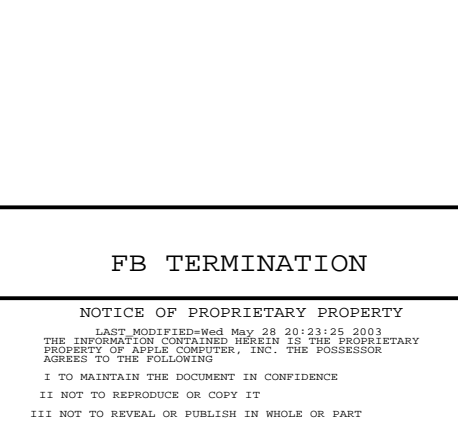 FB TERMINATION
NOTICE OF PROPRIETARY PROPERTY
LAST_MODIFIED=Wed May 28 20:23:25 2003
THE INFORMATION CONTAINED HEREIN IS THE PROPRIETARY
PROPERTY OF APPLE COMPUTER, INC. THE POSSESSOR
AGREES TO THE FOLLOWING
I TO MAINTAIN THE DOCUMENT IN CONFIDENCE
II NOT TO REPRODUCE OR COPY IT
III NOT TO REVEAL OR PUBLISH IN WHOLE OR PART